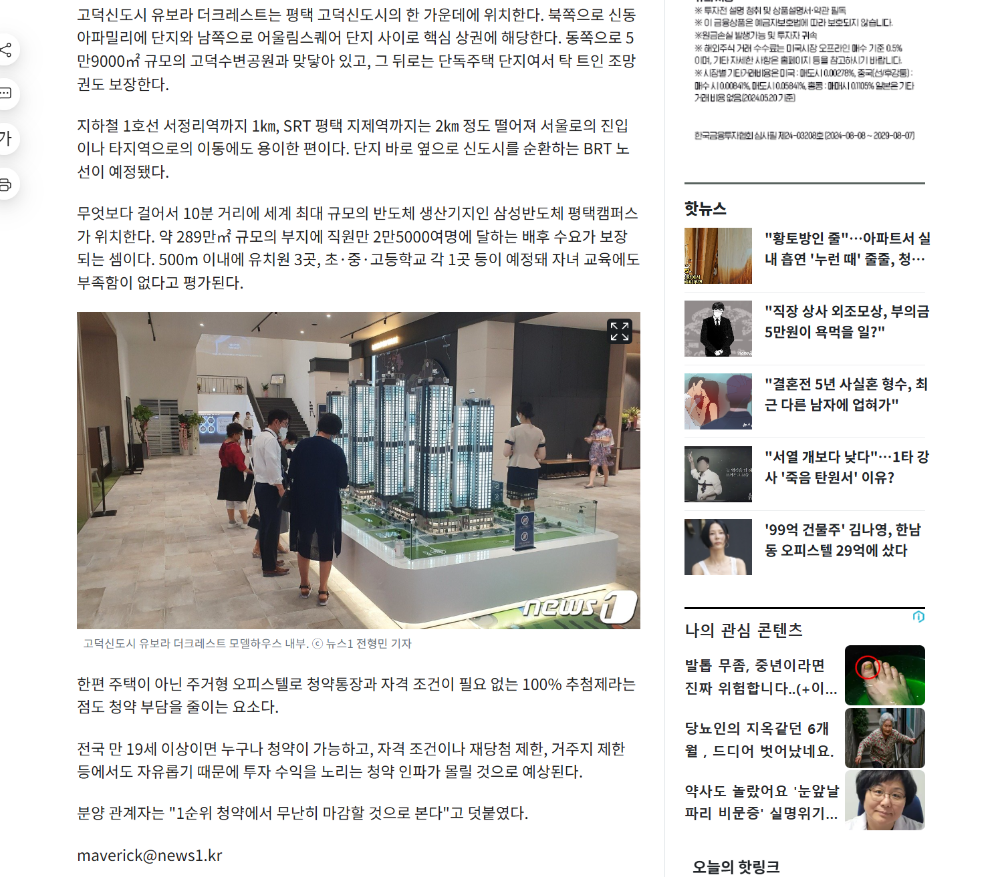 고덕신도시 유보라 더크레스트는 평택 고덕신도시의 한 가운데에 위치한다. 북쪽으로 신동
아파밀리에 단지와 남쪽으로 어울림스퀘어 단지 사이로 핵심 상권에 해당한다. 동쪽으로 5
만9000㎡ 규모의 고덕수변공원과 맞닿아 있고, 그 뒤로는 단독주택 단지여서 탁 트인 조망
권도 보장한다.
지하철 1호선 서정리역까지 1㎞, SRT 평택 지제역까지는 2㎞ 정도 떨어져 서울로의 진입
이나 타지역으로의 이동에도 용이한 편이다. 단지 바로 옆으로 신도시를 순환하는 BRT 노
선이 예정됐다.
무엇보다 걸어서 10분 거리에 세계 최대 규모의 반도체 생산기지인 삼성반도체 평택캠퍼스
가 위치한다. 약 289만㎡ 규모의 부지에 직원만 2만5000여명에 달하는 배후 수요가 보장
되는 셈이다. 500m 이내에 유치원 3곳, 초·중·고등학교 각 1곳 등이 예정돼 자녀 교육에도
부족함이 없다고 평가된다.
news1
고덕신도시 유보라 더크레스트 모델하우스 내부. ⓒ 뉴스1 전형민 기자
한편 주택이 아닌 주거형 오피스텔로 청약통장과 자격 조건이 필요 없는 100% 추첨제라는
점도 청약 부담을 줄이는 요소다.
전국 만 19세 이상이면 누구나 청약이 가능하고, 자격 조건이나 재당첨 제한, 거주지 제한
등에서도 자유롭기 때문에 투자 수익을 노리는 청약 인파가 몰릴 것으로 예상된다.
분양 관계자는 "1순위 청약에서 무난히 마감할 것으로 본다"고 덧붙였다.
maverick@news1.kr
가
※ 투자전 설명 청취 및 상품설명서·약관 필독
※ 이 금융상품은 예금자보호법에 따라 보호되지 않습니다.
※원금손실 발생가능 및 투자자 귀속
※ 해외주식 거래 수수료는 미국시장 오프라인 매수 기준 0.5%
이며, 기타 자세한 사항은 홈페이지 등을 참고하시기 바랍니다.
※ 시장별 기타거래비용은 미국 : 매도시 0.00278%, 중국(선/후강퉁) :
매수 시 0.00841%, 매도시 0.05841%, 홍콩 : 매매시 0.1105% 일본은 기타
거래 비용 없음.(2024.05.20 기준)
한국금융투자협회 심사필 제24-03208호 (2024-08-08 ~ 2029-08-07)
핫뉴스
"황토방인 줄"…아파트서 실
내 흡연 '누런 때' 줄줄, 청…
"직장 상사 외조모상, 부의금
5만원이 욕먹을 일?"
"결혼전 5년 사실혼 형수, 최
근 다른 남자에 업혀가"
"서열 개보다 낮다"…1타 강
사 '죽음 탄원서' 이유?
'99억 건물주' 김나영, 한남
동 오피스텔 29억에 샀다
나의 관심 콘텐츠
발톱 무좀, 중년이라면
진짜 위험합니다..(+이...
당뇨인의 지옥같던 6개
월 , 드디어 벗어났네요.
약사도 놀랐어요 '눈앞날
파리 비문증' 실명위기...
오늘의 핫링크